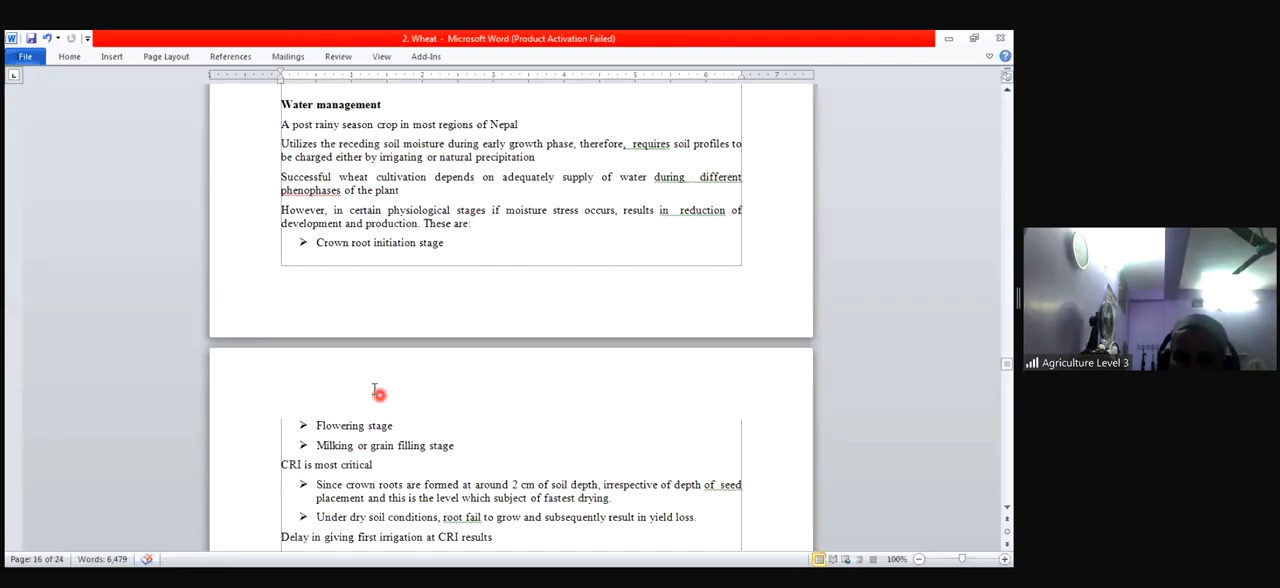 2. Wheat - Microsoft Word (Product Activation Failed)
File Home Insert Page Layout References Mailings Review View Add-Ins
1 1 2 3 4 5 6 7
Water management
A post rainy season crop in most regions of Nepal
Utilizes the receding soil moisture during early growth phase, therefore, requires soil profiles to
be charged either by irrigating or natural precipitation
Successful wheat cultivation depends on adequately supply of water during different
phenophases of the plant
However, in certain physiological stages if moisture stress occurs, results in reduction of
development and production. These are:
➤ Crown root initiation stage
➤ Flowering stage
➤ Milking or grain filling stage
CRI is most critical
➤ Since crown roots are formed at around 2 cm of soil depth, irrespective of depth of seed
placement and this is the level which subject of fastest drying.
➤ Under dry soil conditions, root fail to grow and subsequently result in yield loss.
Delay in giving first irrigation at CRI results
Page: 16 of 24 Words: 6,479 100%
Agriculture Level 3